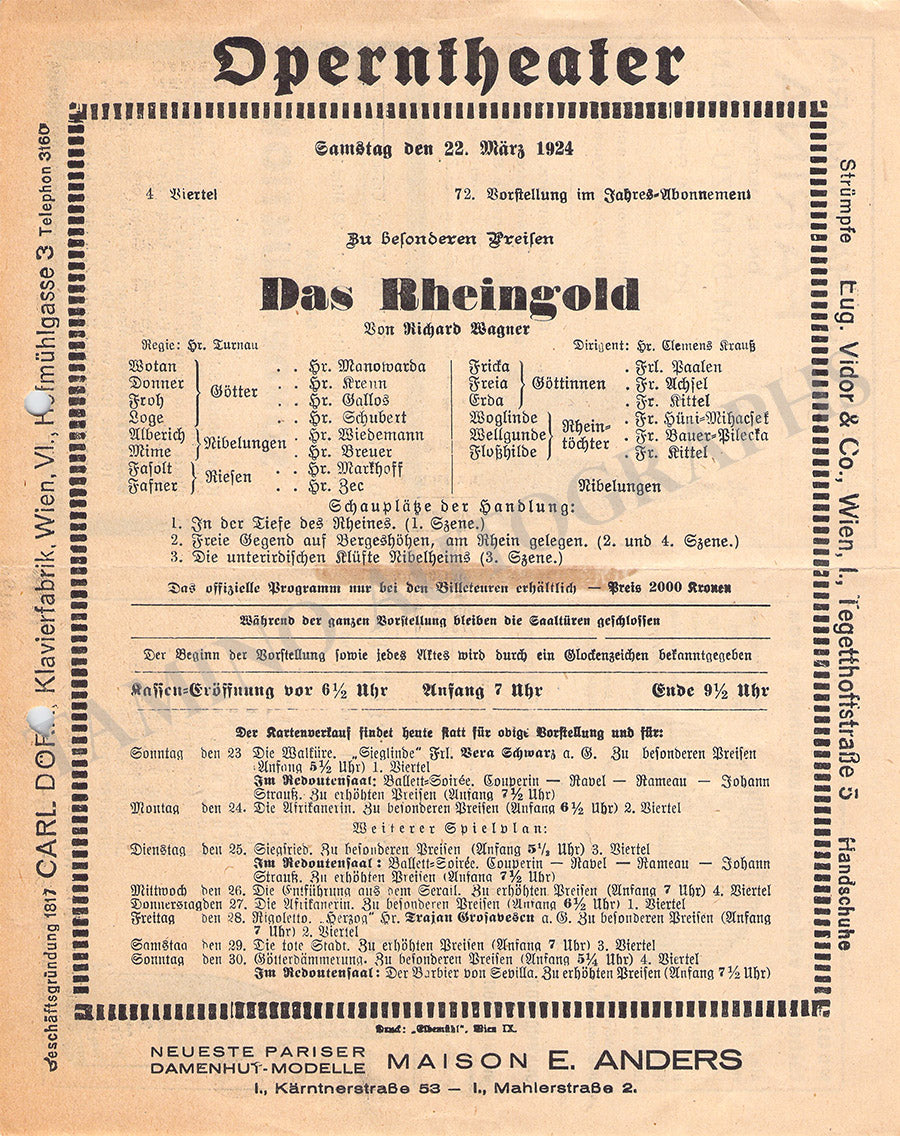 Operntheater
Samstag den 22. März 1924
4 Viertel
72. Vorstellung im Jahres-Abonnement
Zu besonderen Preisen
Das Rheingold
Von Richard Wagner
Regie: Hr. Turnau
Dirigent: Hr. Clemens Krauß
Wotan } Götter . . Hr. Manowarda
Donner . . Hr. Krenn
Froh . . Hr. Gallos
Loge . . Hr. Schubert
Alberich } Nibelungen . . Hr. Wiedemann
Mime . . Hr. Breuer
Fasolt } Riesen . . Hr. Markhoff
Fafner . . Hr. Zec
Fricka } Göttinnen . Frl. Paalen
Freia . Fr. Achsel
Erda . Fr. Kittel
Woglinde } Rhein- . Fr. Hüni-Mihacsek
Wellgunde töchter . Fr. Bauer-Pilecka
Floßhilde . Fr. Kittel
Nibelungen
Schauplätze der Handlung:
1. In der Tiefe des Rheines. (1. Szene.)
2. Freie Gegend auf Bergeshöhen, am Rhein gelegen. (2. und 4. Szene.)
3. Die unterirdischen Klüfte Nibelheims (3. Szene.)
Das offizielle Programm nur bei den Billeteuren erhältlich — Preis 2000 Kronen
Während der ganzen Vorstellung bleiben die Saaltüren geschlossen
Der Beginn der Vorstellung sowie jedes Aktes wird durch ein Glockenzeichen bekanntgegeben
Kassen-Eröffnung vor 6½ Uhr Anfang 7 Uhr Ende 9½ Uhr
Der Kartenverkauf findet heute statt für obige Vorstellung und für:
Sonntag den 23 Die Walküre. „Sieglinde" Frl. Vera Schwarz a. G. Zu besonderen Preisen
(Anfang 5½ Uhr) 1. Viertel
Im Redoutensaal: Ballett-Soirée. Couperin — Ravel — Rameau — Johann
Strauß. Zu erhöhten Preisen (Anfang 7½ Uhr)
Montag den 24. Die Afrikanerin. Zu besonderen Preisen (Anfang 6½ Uhr) 2. Viertel
Weiterer Spielplan:
Dienstag den 25. Siegfried. Zu besonderen Preisen (Anfang 5½ Uhr) 3. Viertel
Im Redoutensaal: Ballett-Soirée. Couperin — Ravel — Rameau — Johann
Strauß. Zu erhöhten Preisen (Anfang 7½ Uhr)
Mittwoch den 26. Die Entführung aus dem Serail. Zu erhöhten Preisen (Anfang 7 Uhr) 4. Viertel
Donnerstag den 27. Die Afrikanerin. Zu besonderen Preisen (Anfang 6½ Uhr) 1. Viertel
Freitag den 28. Rigoletto. „Herzog" Hr. Trajan Grosavescu a. G. Zu besonderen Preisen (Anfang
7 Uhr) 2. Viertel
Samstag den 29. Die tote Stadt. Zu erhöhten Preisen (Anfang 7 Uhr) 3. Viertel
Sonntag den 30. Götterdämmerung. Zu besonderen Preisen (Anfang 5¼ Uhr) 4. Viertel
Im Redoutensaal: Der Barbier von Sevilla. Zu erhöhten Preisen (Anfang 7½ Uhr)
Druck: „Elbemühl", Wien IX.
NEUESTE PARISER
DAMENHUT-MODELLE
MAISON E. ANDERS
I., Kärntnerstraße 53 — I., Mahlerstraße 2.
Geschäftsgründung 1817 CARL DÖR Klavierfabrik, Wien, VI., Hofmühlgasse 3 Telephon 3160
Strümpfe Eug. Vidor & Co., Wien, I., Tegetthoffstraße 5 Handschuhe
TAMINO AUTOGRAPHS